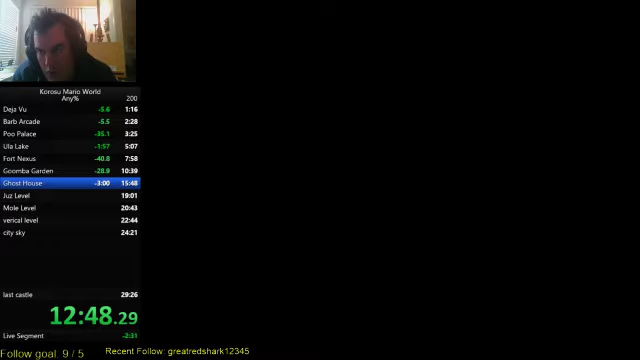 Korosu Mario World
Any% 200
Deja Vu -5.6 1:16
Barb Arcade -5.5 2:28
Poo Palace -35.1 3:25
Ula Lake -1:57 5:07
Fort Nexus -40.8 7:58
Goomba Garden -28.9 10:39
Ghost House -3:00 15:48
Juz Level 19:01
Mole Level 20:43
verical level 22:44
city sky 24:21
last castle 29:26
12:48.29
Live Segment -2:31
Follow goal: 9 / 5 Recent Follow: greatredshark12345